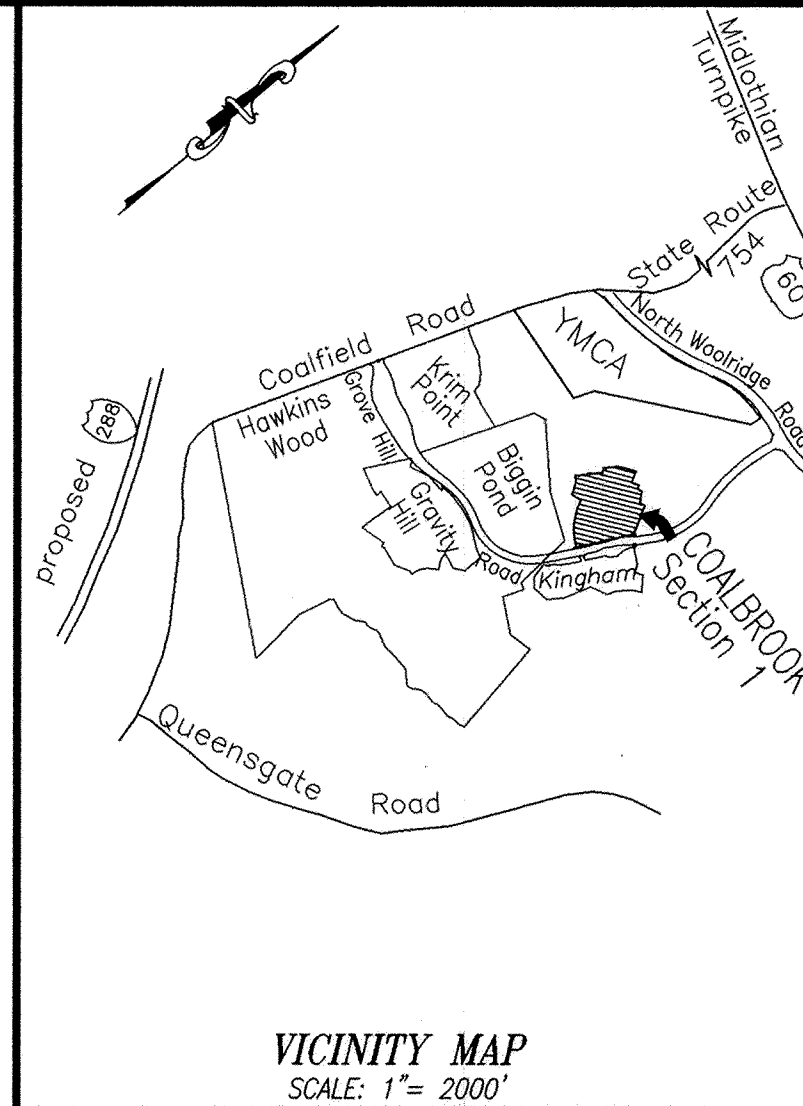 Midlothian
Turnpike
State Route
754
60
North Woolridge
Road
YMCA
Coalfield Road
Krim
Point
Hawkins
Wood
Grove Hill
Road
288
proposed
Biggin
Pond
Gravity
Hill
Kingham
COALBROOK
Section 1
Queensgate Road
VICINITY MAP
SCALE: 1"= 2000'